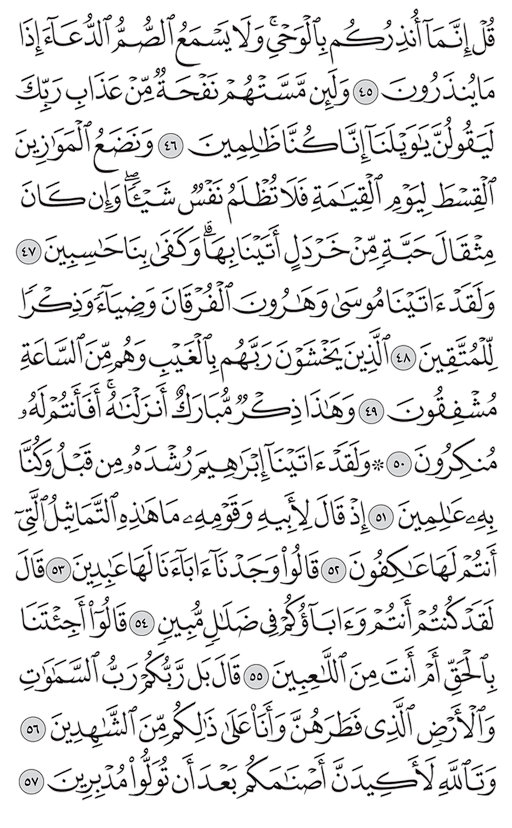 قُلْ إِنَّمَآ أُنذِرُكُم بِٱلْوَحْيِ ۚ وَلَا يَسْمَعُ ٱلصُّمُّ ٱلدُّعَآءَ إِذَا
مَا يُنذَرُونَ ٤٥ وَلَئِن مَّسَّتْهُمْ نَفْحَةٌ مِّنْ عَذَابِ رَبِّكَ
لَيَقُولُنَّ يَٰوَيْلَنَآ إِنَّا كُنَّا ظَٰلِمِينَ ٤٦ وَنَضَعُ ٱلْمَوَٰزِينَ
ٱلْقِسْطَ لِيَوْمِ ٱلْقِيَٰمَةِ فَلَا تُظْلَمُ نَفْسٌ شَيْـًٔا ۖ وَإِن كَانَ
مِثْقَالَ حَبَّةٍ مِّنْ خَرْدَلٍ أَتَيْنَا بِهَا ۗ وَكَفَىٰ بِنَا حَٰسِبِينَ ٤٧
وَلَقَدْ ءَاتَيْنَا مُوسَىٰ وَهَٰرُونَ ٱلْفُرْقَانَ وَضِيَآءً وَذِكْرًا
لِّلْمُتَّقِينَ ٤٨ ٱلَّذِينَ يَخْشَوْنَ رَبَّهُم بِٱلْغَيْبِ وَهُم مِّنَ ٱلسَّاعَةِ
مُشْفِقُونَ ٤٩ وَهَٰذَا ذِكْرٌ مُّبَارَكٌ أَنزَلْنَٰهُ ۚ أَفَأَنتُمْ لَهُۥ
مُنكِرُونَ ٥٠ ۞ وَلَقَدْ ءَاتَيْنَآ إِبْرَٰهِيمَ رُشْدَهُۥ مِن قَبْلُ وَكُنَّا
بِهِۦ عَٰلِمِينَ ٥١ إِذْ قَالَ لِأَبِيهِ وَقَوْمِهِۦ مَا هَٰذِهِ ٱلتَّمَاثِيلُ ٱلَّتِىٓ
أَنتُمْ لَهَا عَٰكِفُونَ ٥٢ قَالُوا۟ وَجَدْنَآ ءَابَآءَنَا لَهَا عَٰبِدِينَ ٥٣ قَالَ
لَقَدْ كُنتُمْ أَنتُمْ وَءَابَآؤُكُمْ فِى ضَلَٰلٍ مُّبِينٍ ٥٤ قَالُوٓا۟ أَجِئْتَنَا
بِٱلْحَقِّ أَمْ أَنتَ مِنَ ٱللَّٰعِبِينَ ٥٥ قَالَ بَل رَّبُّكُمْ رَبُّ ٱلسَّمَٰوَٰتِ
وَٱلْأَرْضِ ٱلَّذِى فَطَرَهُنَّ وَأَنَا۠ عَلَىٰ ذَٰلِكُم مِّنَ ٱلشَّٰهِدِينَ ٥٦
وَتَٱللَّهِ لَأَكِيدَنَّ أَصْنَٰمَكُم بَعْدَ أَن تُوَلُّوا۟ مُدْبِرِينَ ٥٧